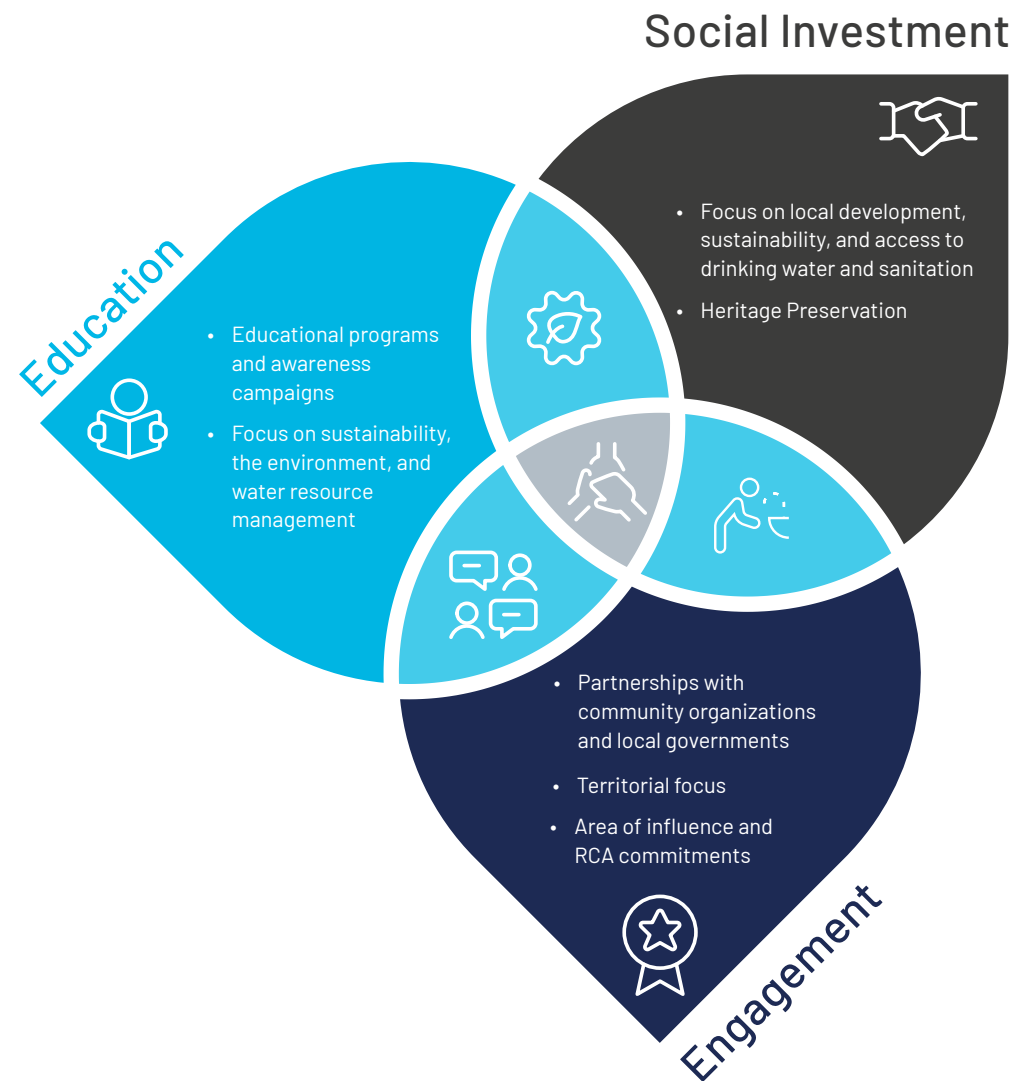 Social Investment
• Focus on local development,
sustainability, and access to
drinking water and sanitation
• Heritage Preservation
Education
• Educational programs
and awareness
campaigns
• Focus on sustainability,
the environment, and
water resource
management
• Partnerships with
community organizations
and local governments
• Territorial focus
• Area of influence and
RCA commitments
Engagement